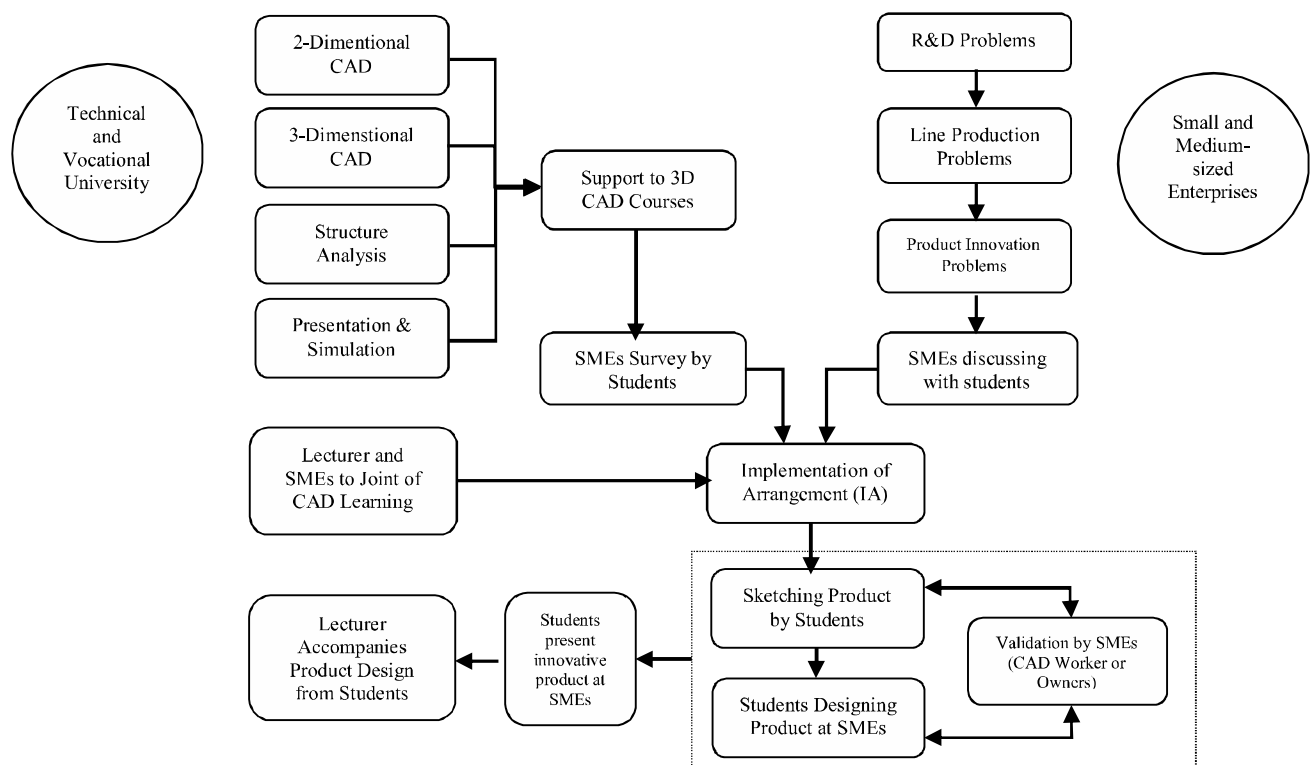 Technical
and
Vocational
University
2-Dimentional
CAD
3-Dimenstional
CAD
Structure
Analysis
Presentation &
Simulation
Support to 3D
CAD Courses
SMEs Survey by
Students
R&D Problems
Line Production
Problems
Product Innovation
Problems
SMEs discussing
with students
Small and
Medium-
sized
Enterprises
Lecturer and
SMEs to Joint of
CAD Learning
Implementation of
Arrangement (IA)
Sketching Product
by Students
Students Designing
Product at SMEs
Validation by SMEs
(CAD Worker or
Owners)
Students
present
innovative
product at
SMEs
Lecturer
Accompanies
Product Design
from Students